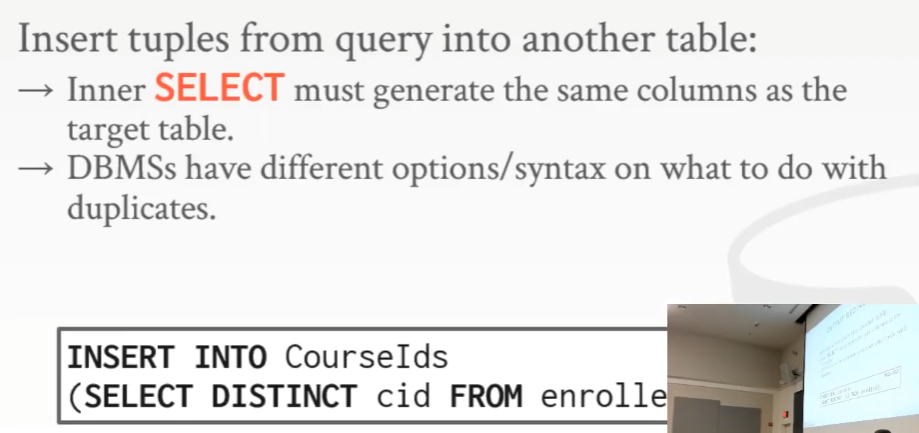 Insert tuples from query into another table:
→ Inner SELECT must generate the same columns as the
target table.
→ DBMSs have different options/syntax on what to do with
duplicates.
INSERT INTO CourseIds
(SELECT DISTINCT cid FROM enrolle